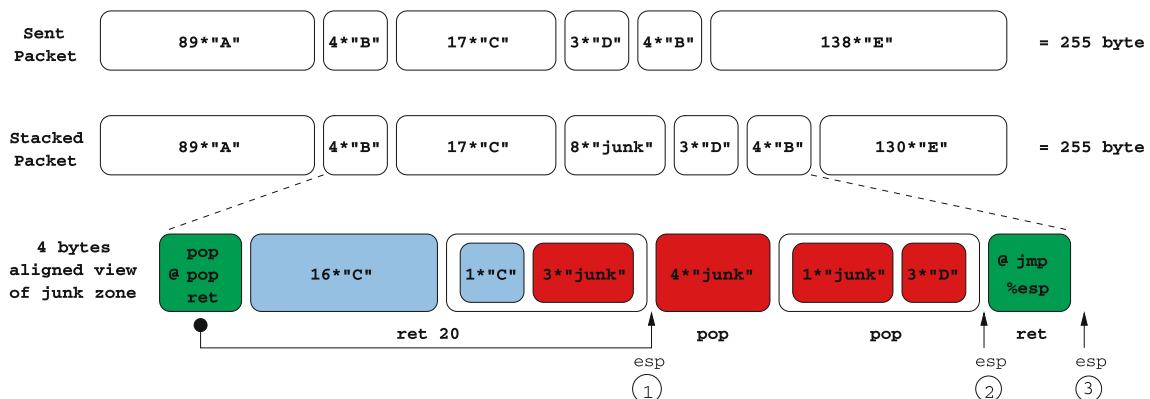 Sent Packet
89*"A" 4*"B" 17*"C" 3*"D" 4*"B" 138*"E" = 255 byte
Stacked Packet
89*"A" 4*"B" 17*"C" 8*"junk" 3*"D" 4*"B" 130*"E" = 255 byte
4 bytes aligned view of junk zone
pop
@ pop
ret
16*"C" 1*"C" 3*"junk" 4*"junk" 1*"junk" 3*"D"
@ jmp
%esp
ret 20 pop pop ret
esp esp esp
1 2 3